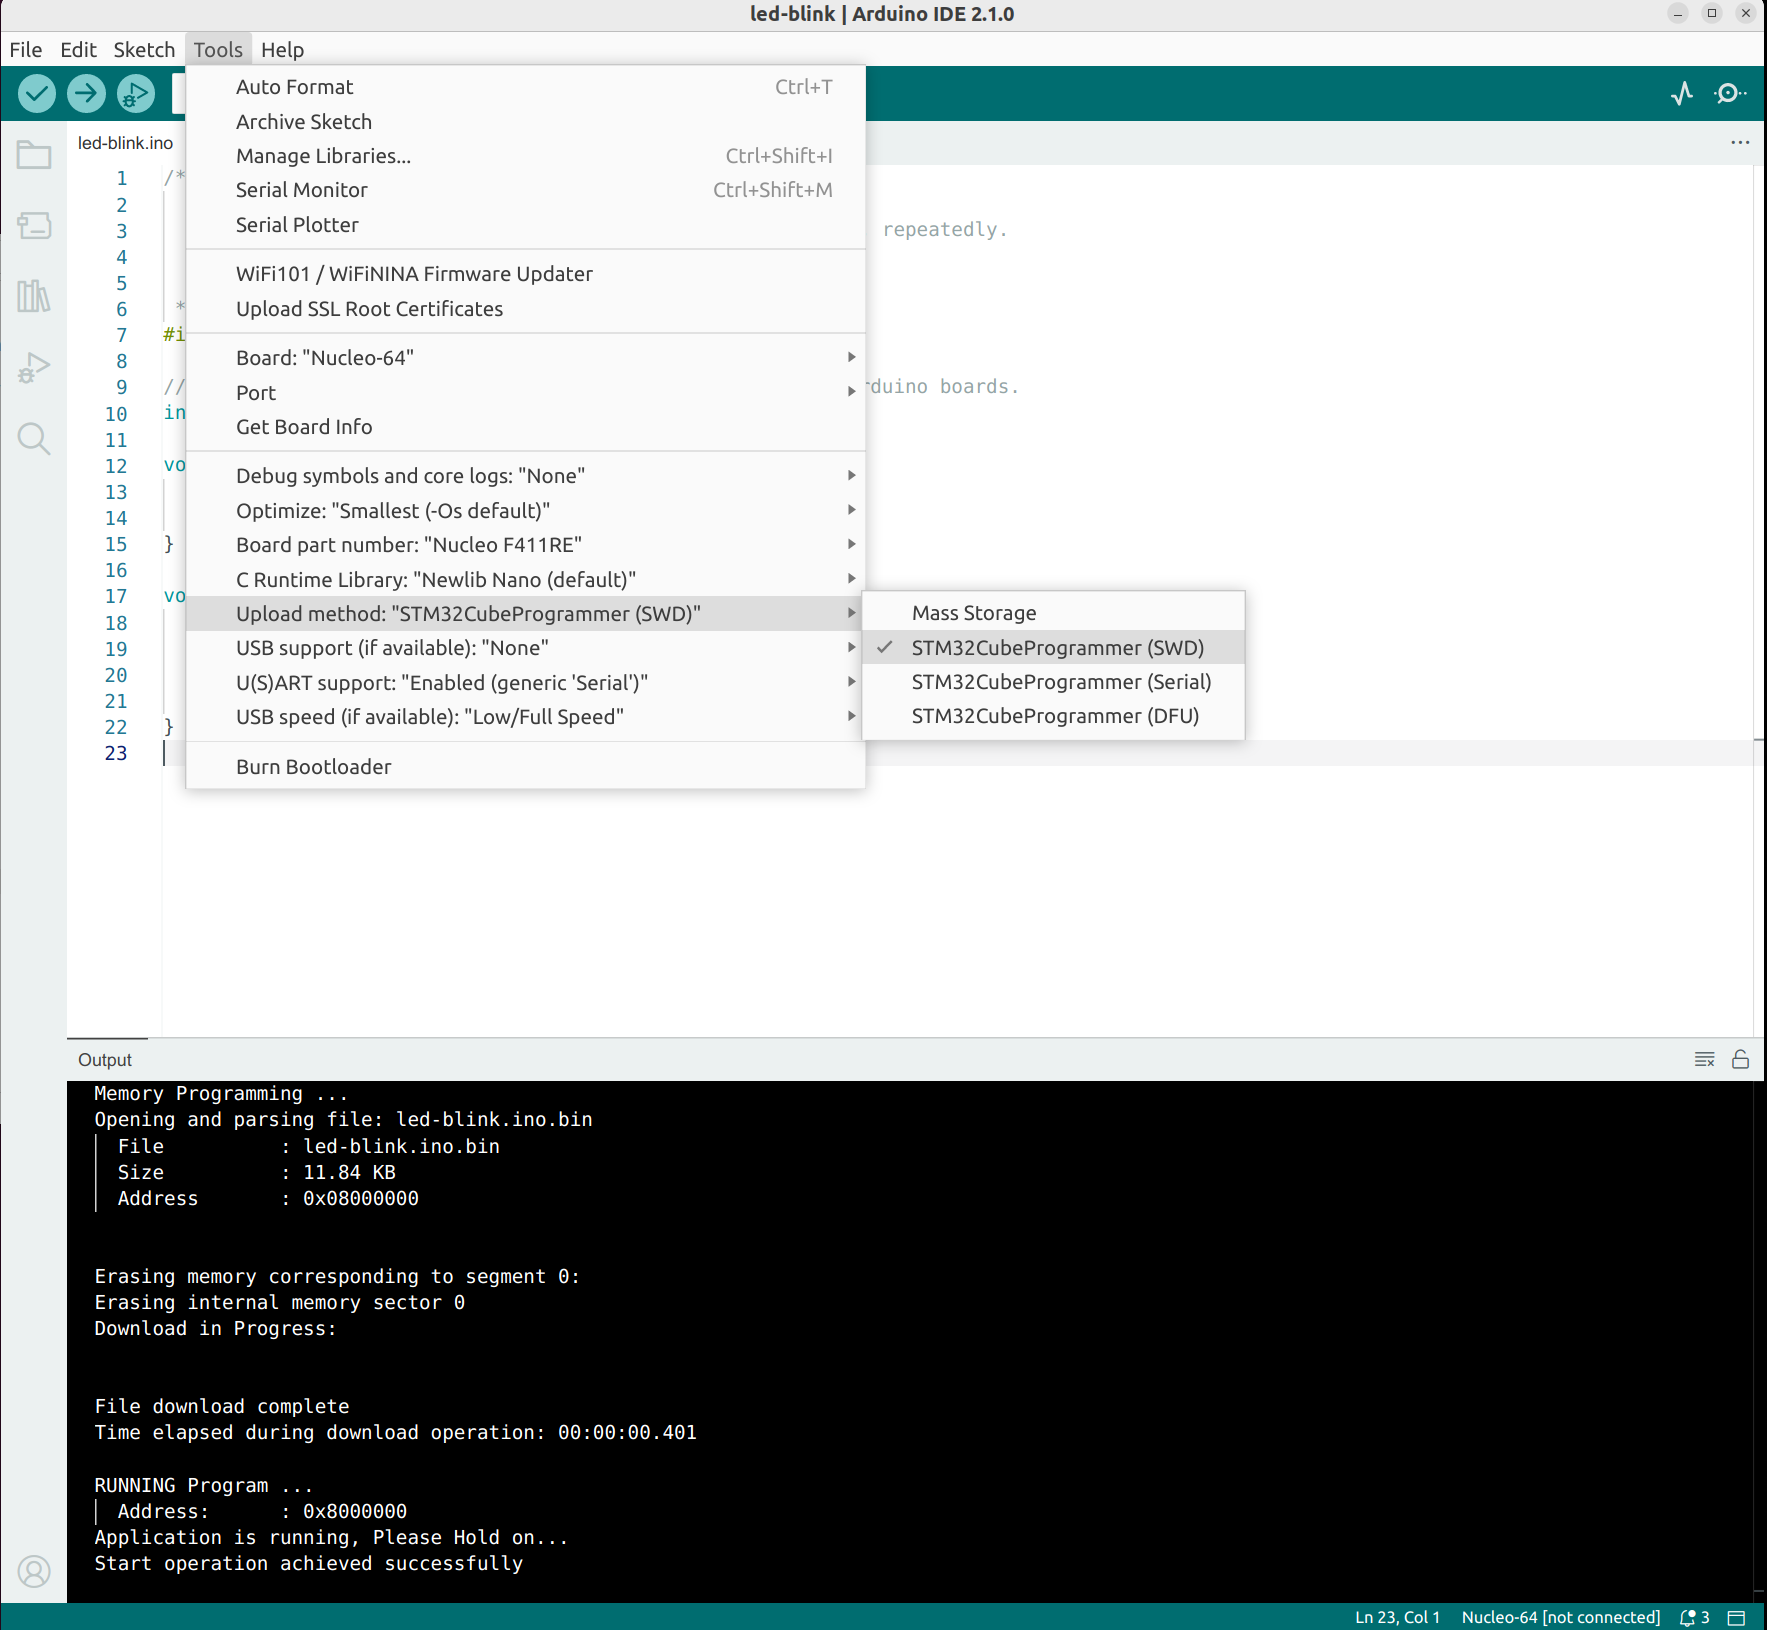 led-blink | Arduino IDE 2.1.0
File Edit Sketch Tools Help
Auto Format Ctrl+T
Archive Sketch
Manage Libraries... Ctrl+Shift+I
Serial Monitor Ctrl+Shift+M
Serial Plotter
WiFi101 / WiFiNINA Firmware Updater
Upload SSL Root Certificates
Board: "Nucleo-64"
Port
Get Board Info
Debug symbols and core logs: "None"
Optimize: "Smallest (-Os default)"
Board part number: "Nucleo F411RE"
C Runtime Library: "Newlib Nano (default)"
Upload method: "STM32CubeProgrammer (SWD)"
USB support (if available): "None"
U(S)ART support: "Enabled (generic 'Serial')"
USB speed (if available): "Low/Full Speed"
Burn Bootloader
Mass Storage
STM32CubeProgrammer (SWD)
STM32CubeProgrammer (Serial)
STM32CubeProgrammer (DFU)
led-blink.ino
1 /*
2
3 repeatedly.
4
5
6 *
7 #i
8
9 // duino boards.
10 in
11
12 vo
13
14
15 }
16
17 vo
18
19
20
21
22 }
23
Output
Memory Programming ...
Opening and parsing file: led-blink.ino.bin
File : led-blink.ino.bin
Size : 11.84 KB
Address : 0x08000000
Erasing memory corresponding to segment 0:
Erasing internal memory sector 0
Download in Progress:
File download complete
Time elapsed during download operation: 00:00:00.401
RUNNING Program ...
Address: : 0x8000000
Application is running, Please Hold on...
Start operation achieved successfully
Ln 23, Col 1 Nucleo-64 [not connected] 3